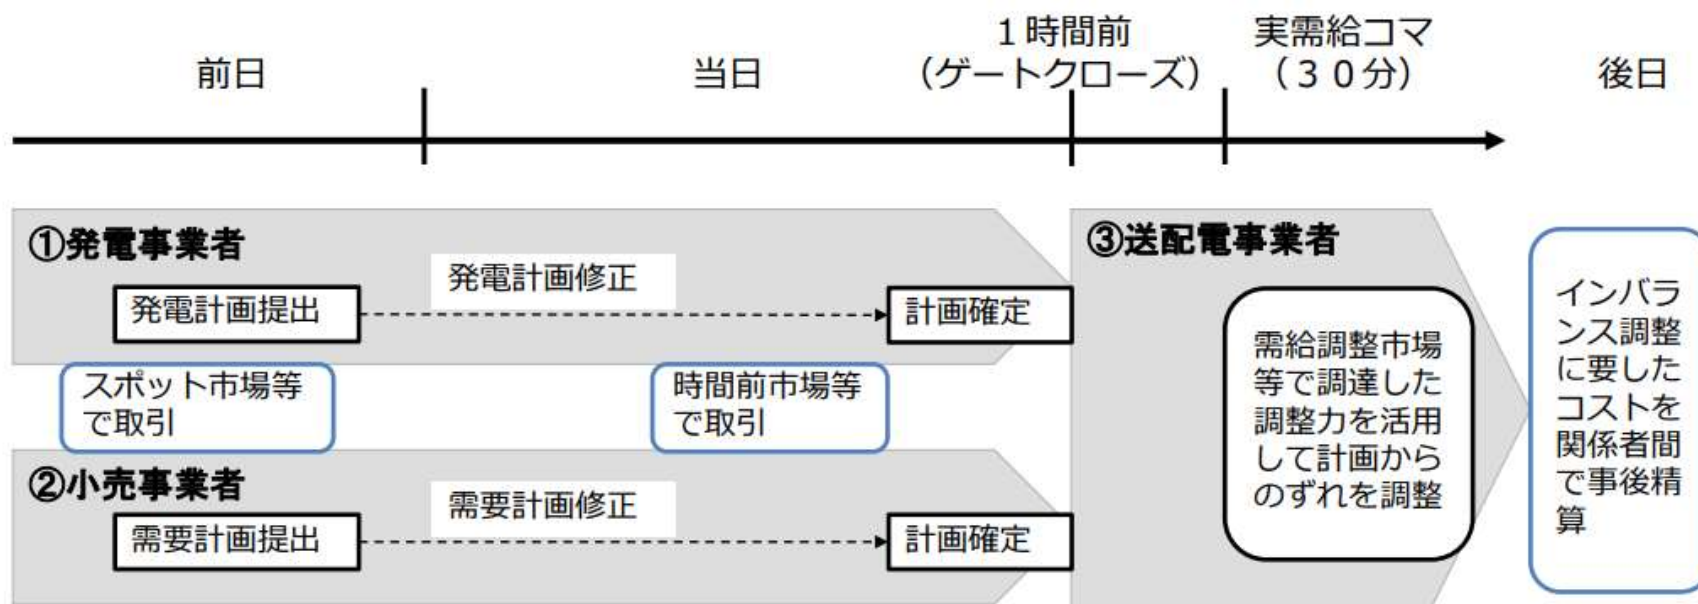 前日
当日
１時間前
（ゲートクローズ）
実需給コマ
（３０分）
後日
①発電事業者
発電計画修正
発電計画提出
計画確定
スポット市場等
で取引
時間前市場等
で取引
②小売事業者
需要計画修正
需要計画提出
計画確定
③送配電事業者
需給調整市場
等で調達した
調整力を活用
して計画から
のずれを調整
インバラ
ンス調整
に要した
コストを
関係者間
で事後精
算